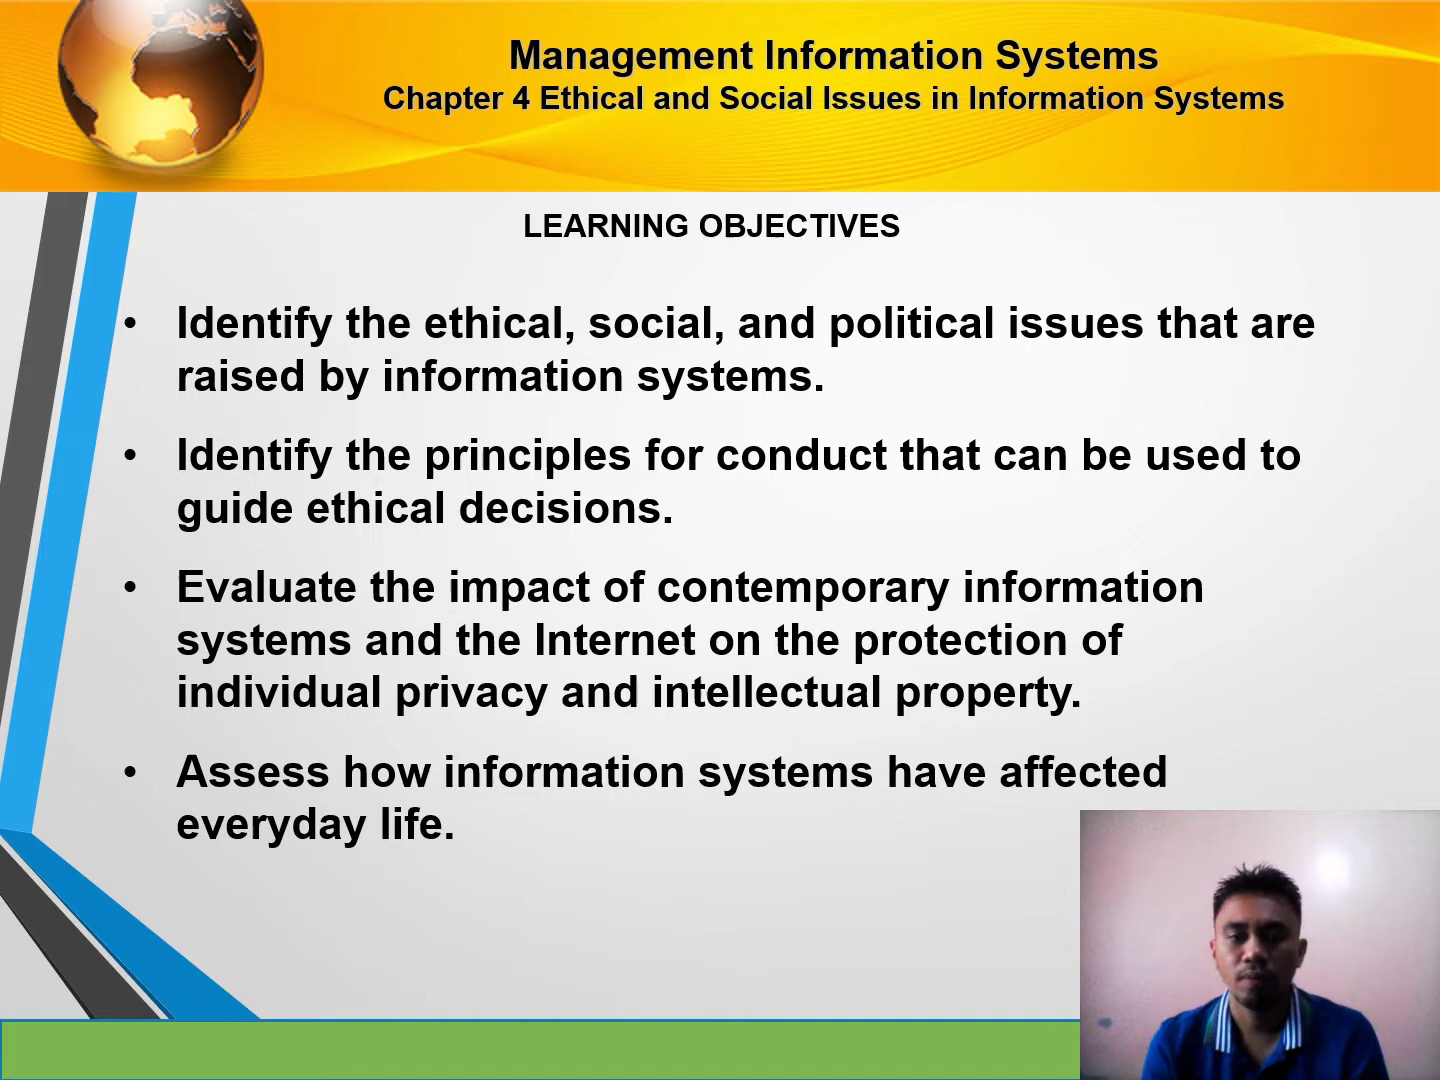 Management Information Systems
Chapter 4 Ethical and Social Issues in Information Systems
LEARNING OBJECTIVES
• Identify the ethical, social, and political issues that are
raised by information systems.
• Identify the principles for conduct that can be used to
guide ethical decisions.
• Evaluate the impact of contemporary information
systems and the Internet on the protection of
individual privacy and intellectual property.
• Assess how information systems have affected
everyday life.